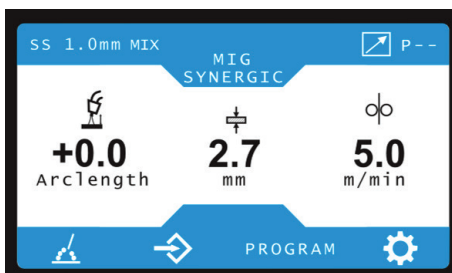 SS 1.0mm MIX
MIG
SYNERGIC
P--
+0.0
Arclength
2.7
mm
5.0
m/min
PROGRAM